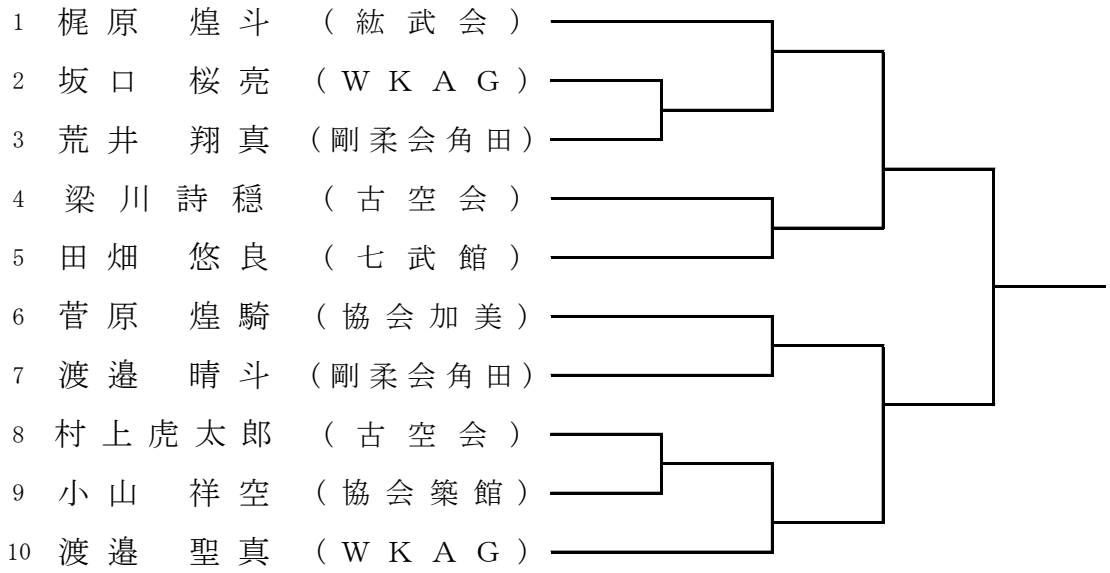 1 梶原 煌斗 (紘武会)
2 坂口 桜亮 (WKAG)
3 荒井 翔真 (剛柔会角田)
4 梁川詩穏 (古空会)
5 田畑 悠良 (七武館)
6 菅原 煌騎 (協会加美)
7 渡邉 晴斗 (剛柔会角田)
8 村上虎太郎 (古空会)
9 小山 祥空 (協会築館)
10 渡邉 聖真 (WKAG)